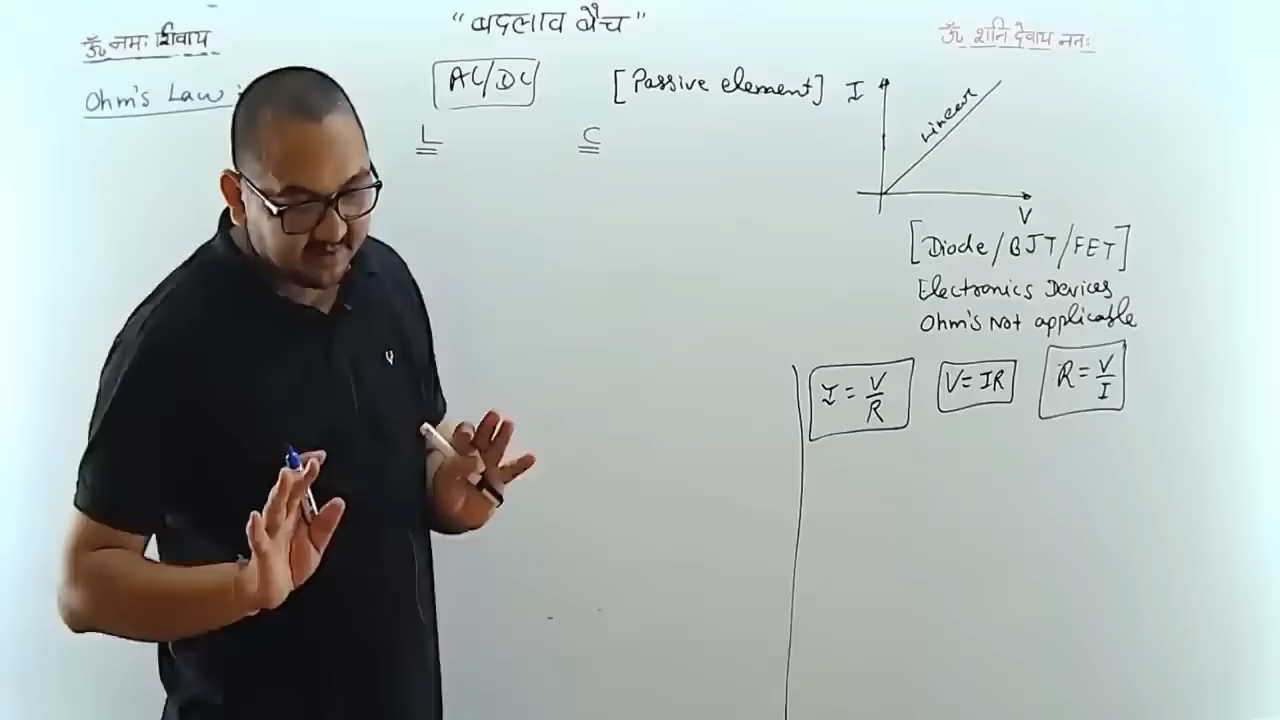 ॐ नमः शिवाय
"बदलाव बैच"
ॐ शनि देवाय नतः
Ohm's Law :
AC/DC
[Passive element]
L
C
I
Linear
V
[Diode/BJT/FET]
Electronics Devices
Ohm's Not applicable
I = V/R
V = IR
R = V/I